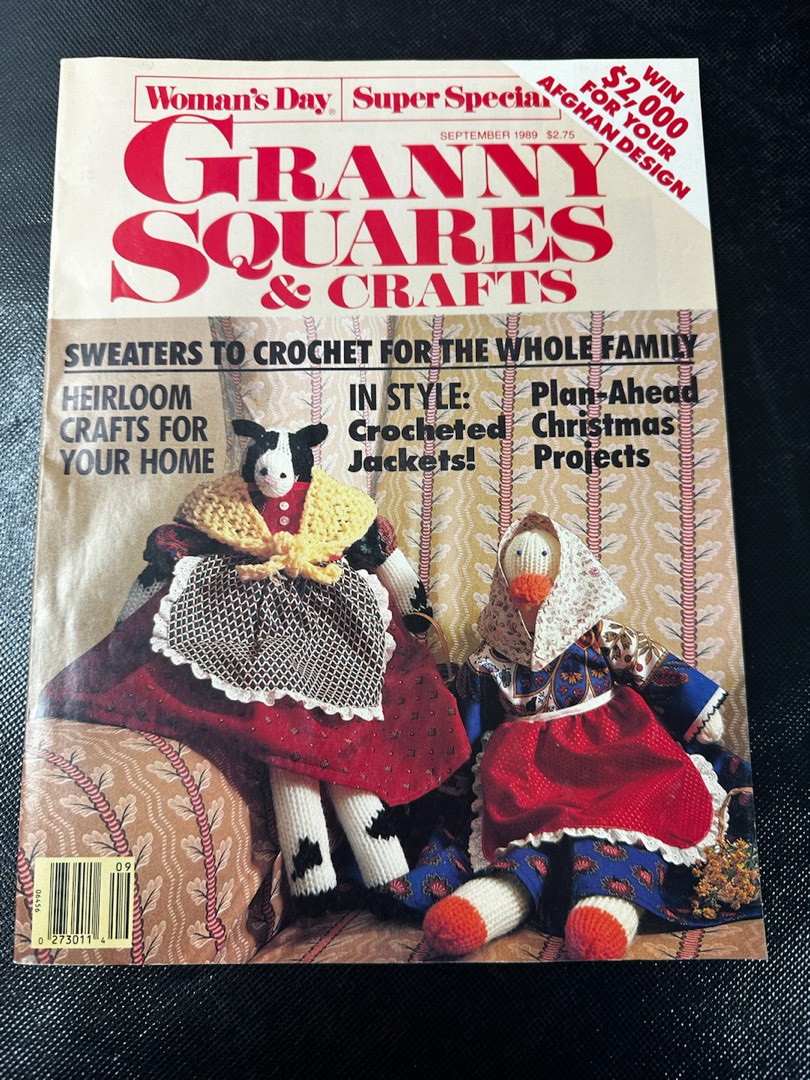 Woman's Day® Super Special
WIN
$2,000
FOR YOUR
AFGHAN DESIGN
SEPTEMBER 1989 $2.75
GRANNY
SQUARES
& CRAFTS
SWEATERS TO CROCHET FOR THE WHOLE FAMILY
HEIRLOOM
CRAFTS FOR
YOUR HOME
IN STYLE:
Crocheted
Jackets!
Plan-Ahead
Christmas
Projects
09
06456
0 273011 4